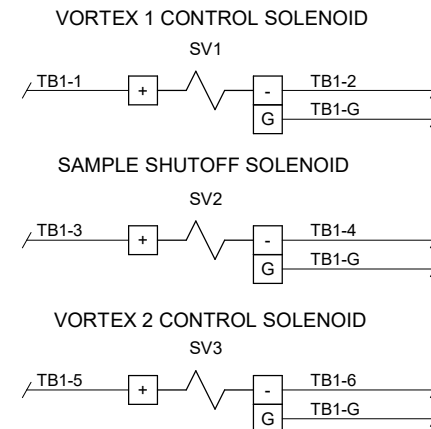 VORTEX 1 CONTROL SOLENOID
SV1
TB1-1 + - TB1-2
G TB1-G
SAMPLE SHUTOFF SOLENOID
SV2
TB1-3 + - TB1-4
G TB1-G
VORTEX 2 CONTROL SOLENOID
SV3
TB1-5 + - TB1-6
G TB1-G